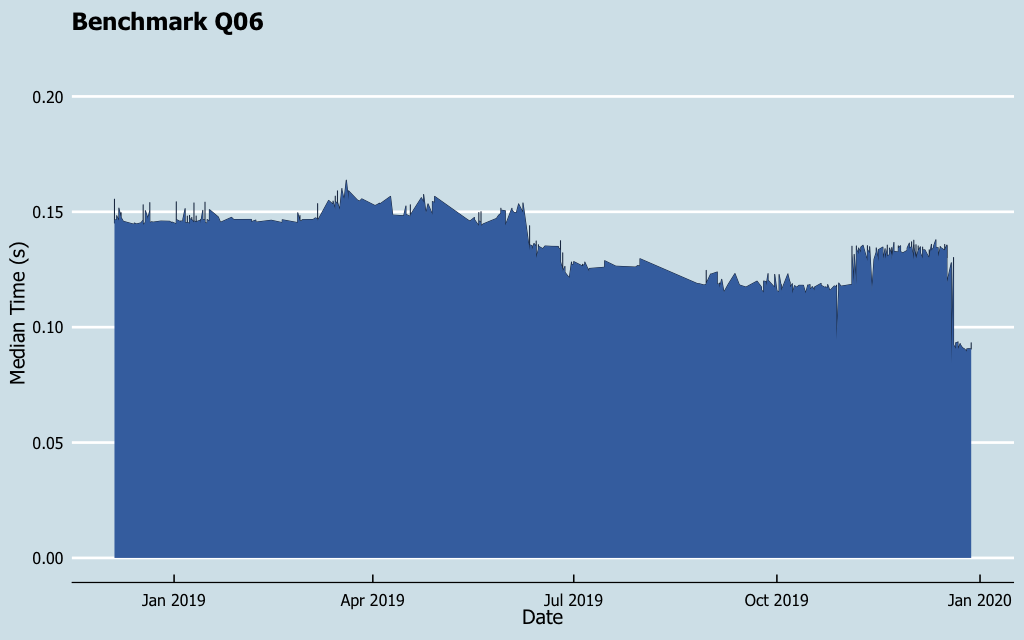 Benchmark Q06
Median Time (s)
0.20
0.15
0.10
0.05
0.00
Jan 2019
Apr 2019
Jul 2019
Oct 2019
Jan 2020
Date